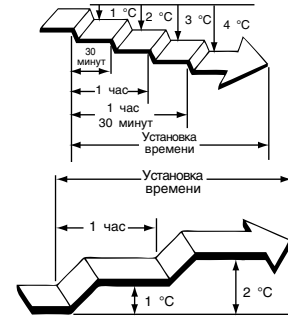 1 °C
2 °C
3 °C
4 °C
30
минут
1 час
1 час
30 минут
Установка
времени
Установка
времени
1 час
1 °C
2 °C